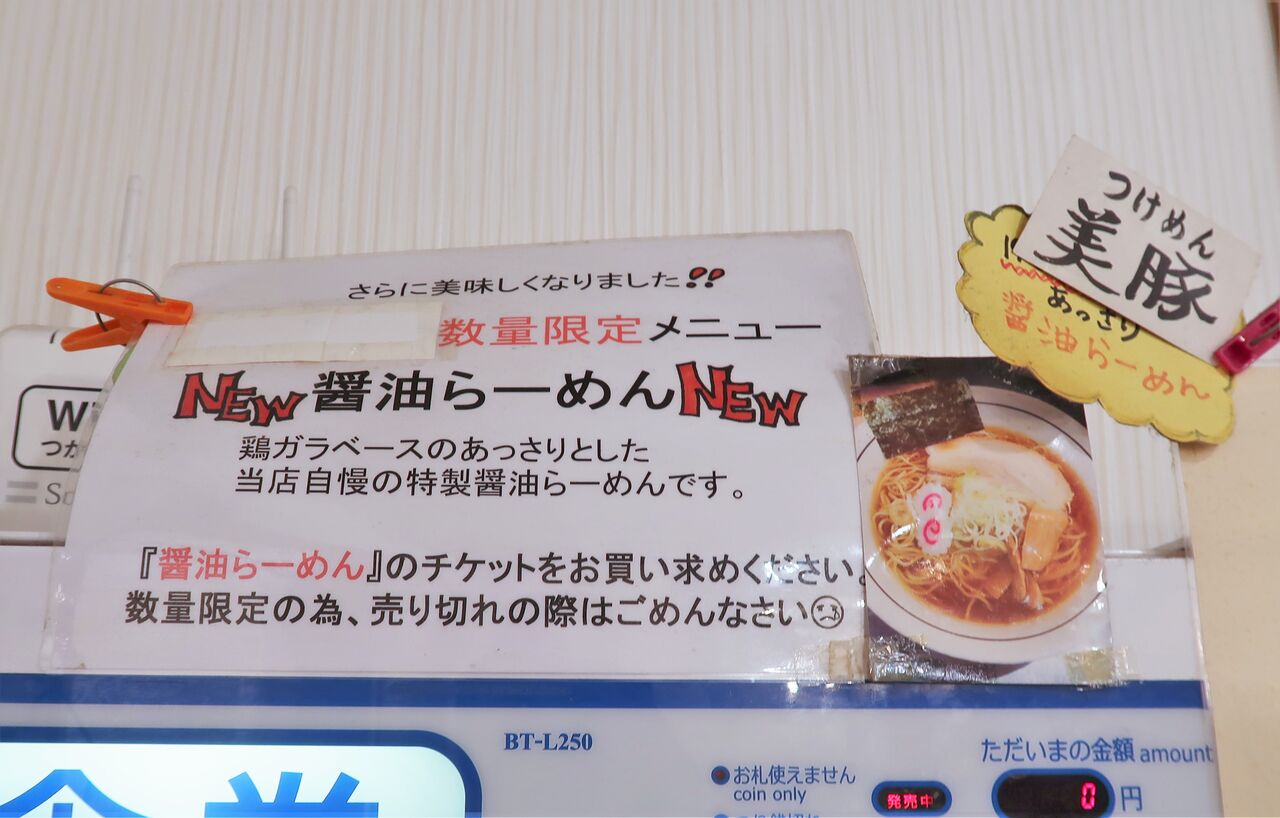 さらに美味しくなりました!!
数量限定メニュー
NEW 醤油らーめん NEW
鶏ガラベースのあっさりとした
当店自慢の特製醤油らーめんです。
『醤油らーめん』のチケットをお買い求めください。
数量限定の為、売り切れの際はごめんなさい
つけめん
美豚
あっさり
醤油らーめん
つか
BT-L250
ただいまの金額 amount
お札使えません
coin only
発売中
0 円